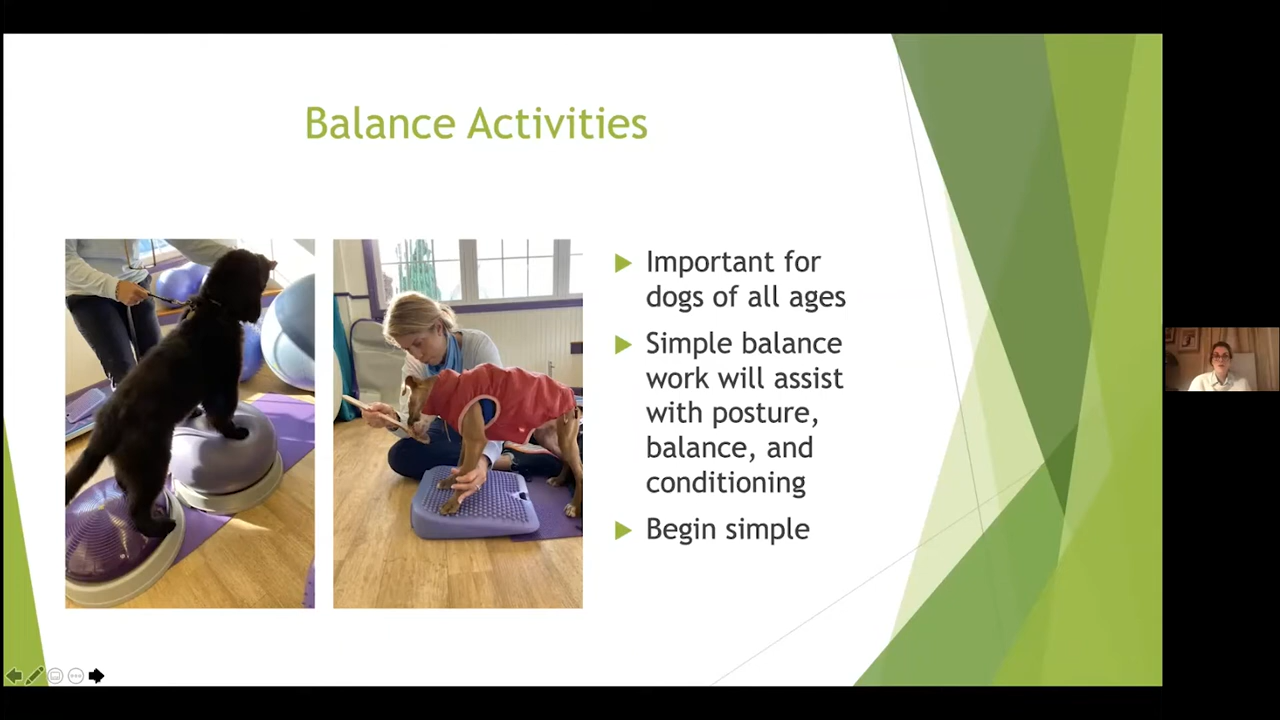 Balance Activities
Important for
dogs of all ages
Simple balance
work will assist
with posture,
balance, and
conditioning
Begin simple